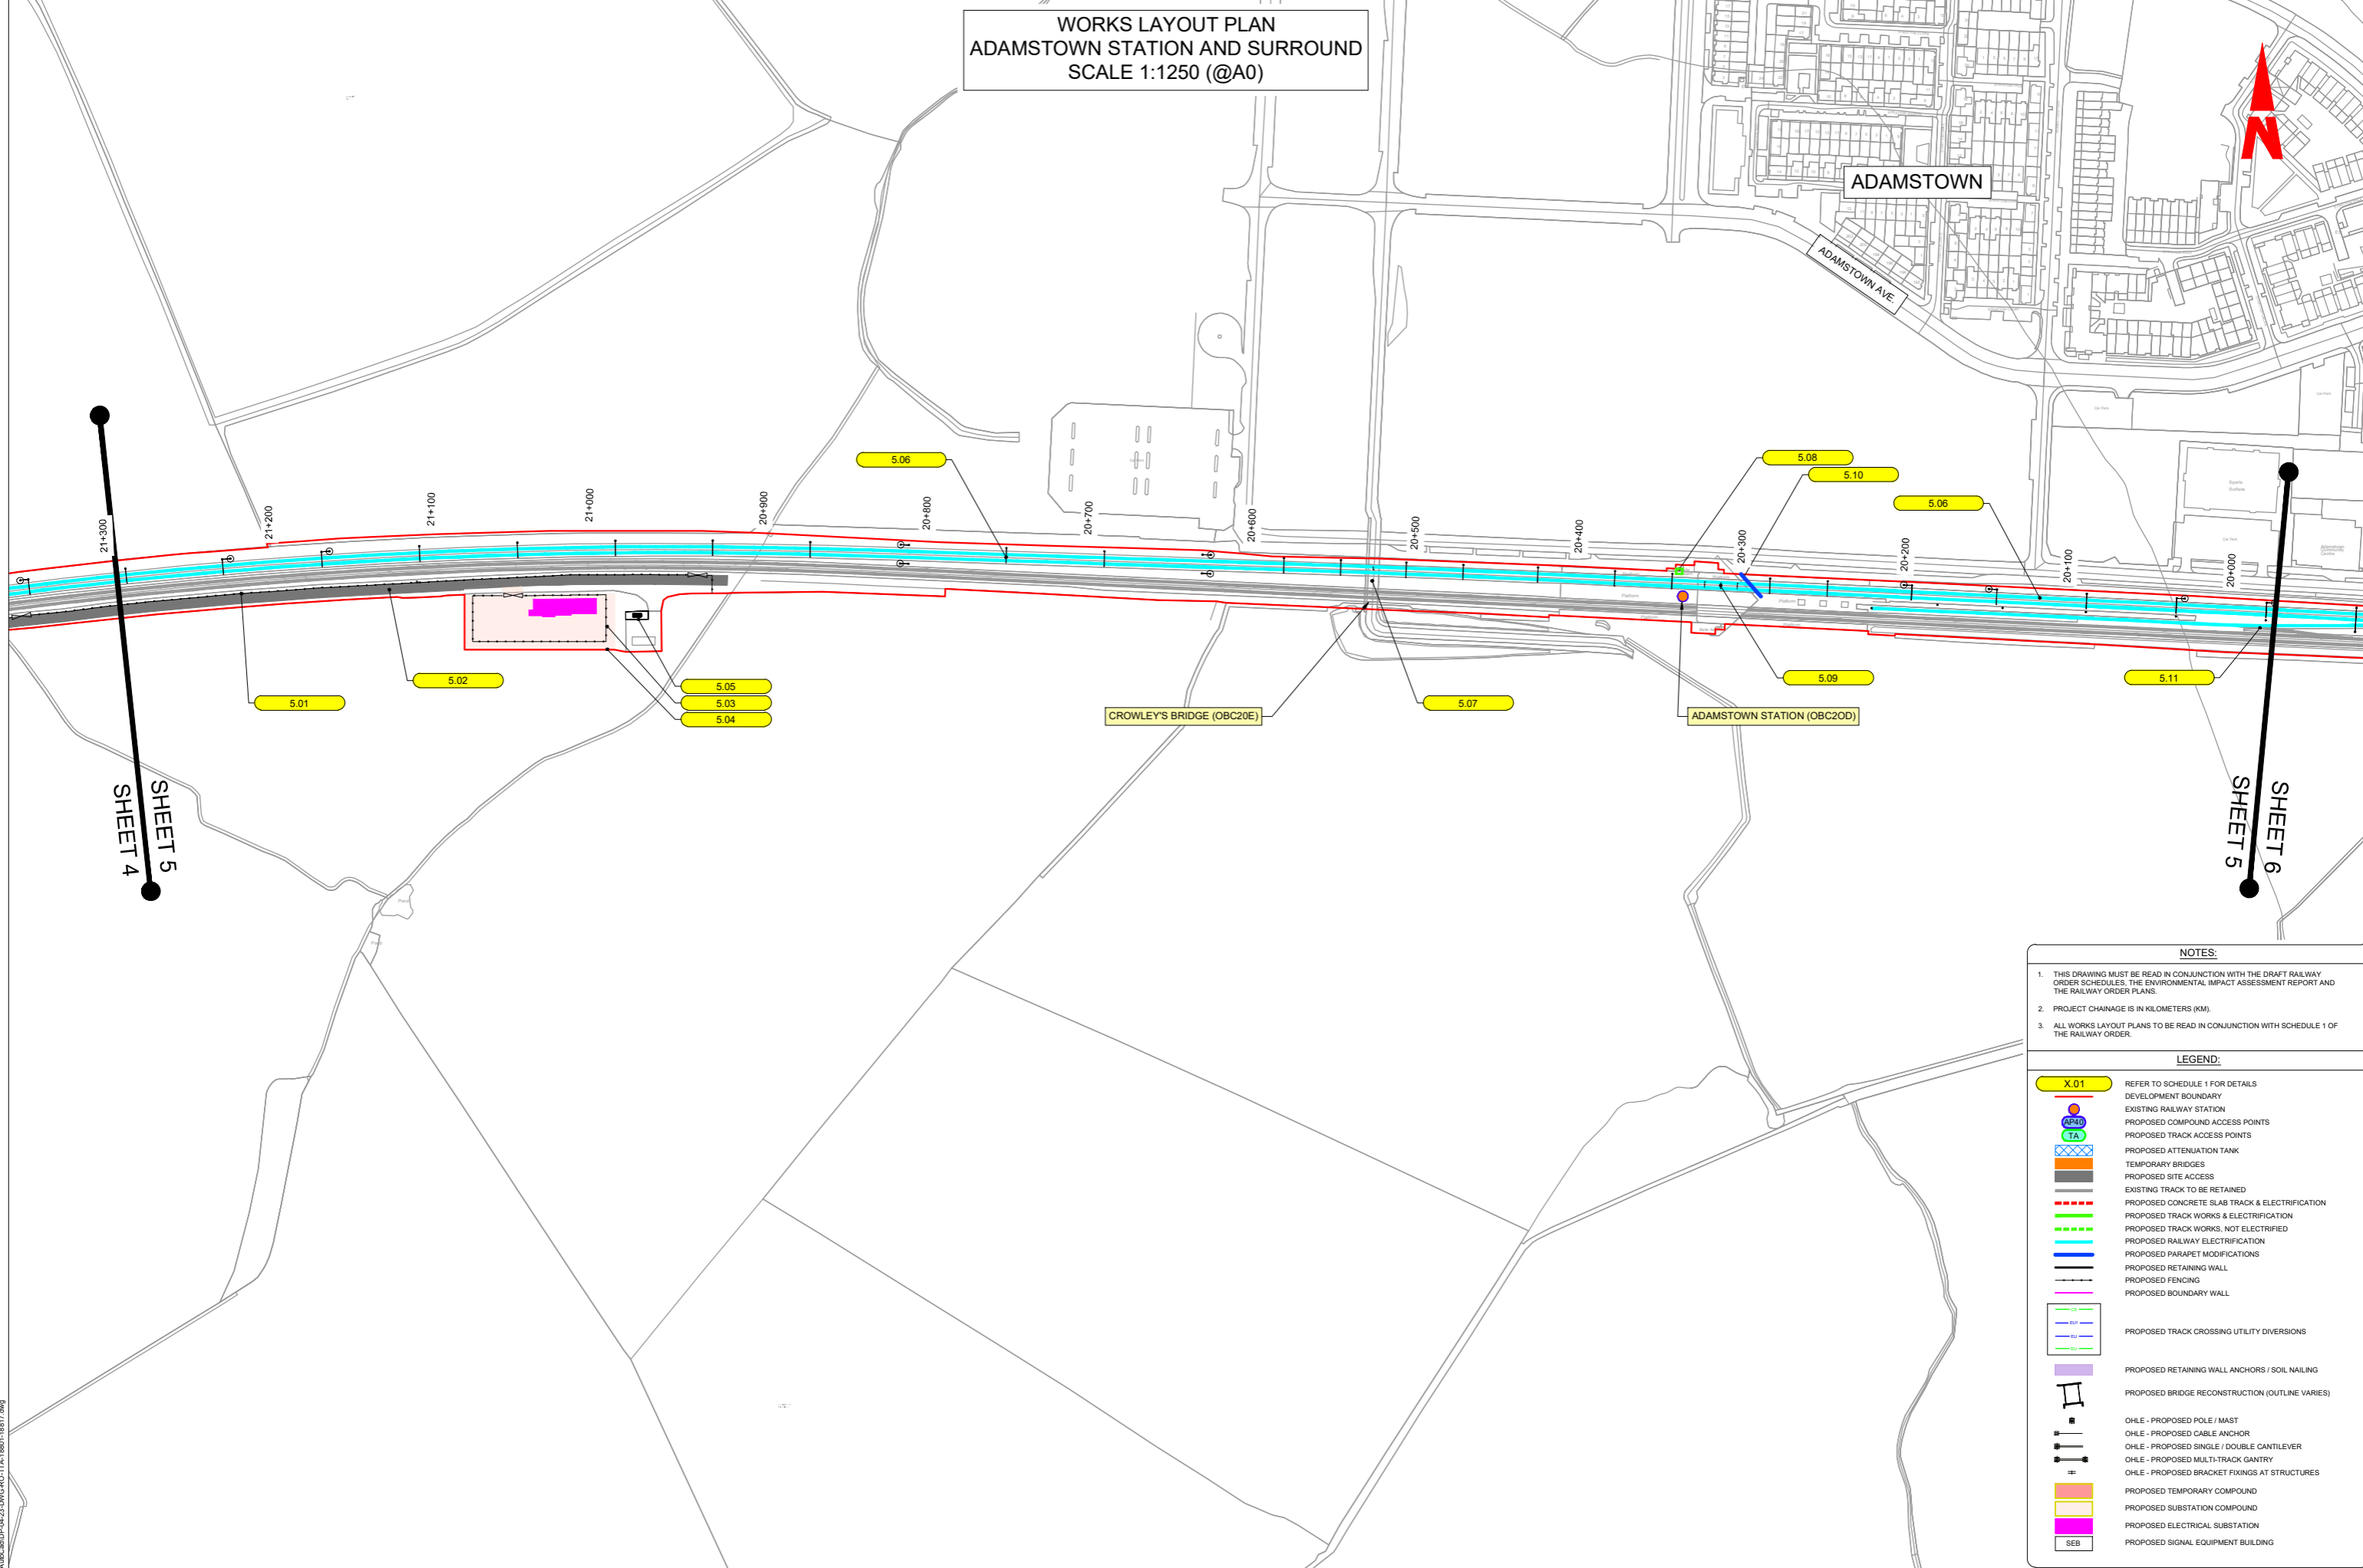 WORKS LAYOUT PLAN
ADAMSTOWN STATION AND SURROUND
SCALE 1:1250 (@A0)
N
ADAMSTOWN
ADAMSTOWN AVE.
5.06
5.08
5.10
5.06
21+300
21+200
21+100
21+000
20+900
20+800
20+700
20+600
20+500
20+400
20+300
20+200
20+100
20+000
Car Park
Car Park
Car Park
Platform
Platform
Platform
5.01
5.02
5.05
5.03
5.04
CROWLEY'S BRIDGE (OBC20E)
5.07
ADAMSTOWN STATION (OBC2OD)
5.09
5.11
SHEET 4
SHEET 5
SHEET 5
SHEET 6
Pond
NOTES:
1. THIS DRAWING MUST BE READ IN CONJUNCTION WITH THE DRAFT RAILWAY
ORDER SCHEDULES, THE ENVIRONMENTAL IMPACT ASSESSMENT REPORT AND
THE RAILWAY ORDER PLANS.
2. PROJECT CHAINAGE IS IN KILOMETERS (KM).
3. ALL WORKS LAYOUT PLANS TO BE READ IN CONJUNCTION WITH SCHEDULE 1 OF
THE RAILWAY ORDER.
LEGEND:
X.01 REFER TO SCHEDULE 1 FOR DETAILS
DEVELOPMENT BOUNDARY
EXISTING RAILWAY STATION
AP40 PROPOSED COMPOUND ACCESS POINTS
TA PROPOSED TRACK ACCESS POINTS
PROPOSED ATTENUATION TANK
TEMPORARY BRIDGES
PROPOSED SITE ACCESS
EXISTING TRACK TO BE RETAINED
PROPOSED CONCRETE SLAB TRACK & ELECTRIFICATION
PROPOSED TRACK WORKS & ELECTRIFICATION
PROPOSED TRACK WORKS, NOT ELECTRIFIED
PROPOSED RAILWAY ELECTRIFICATION
PROPOSED PARAPET MODIFICATIONS
PROPOSED RETAINING WALL
PROPOSED FENCING
PROPOSED BOUNDARY WALL
PROPOSED TRACK CROSSING UTILITY DIVERSIONS
PROPOSED RETAINING WALL ANCHORS / SOIL NAILING
PROPOSED BRIDGE RECONSTRUCTION (OUTLINE VARIES)
OHLE - PROPOSED POLE / MAST
OHLE - PROPOSED CABLE ANCHOR
OHLE - PROPOSED SINGLE / DOUBLE CANTILEVER
OHLE - PROPOSED MULTI-TRACK GANTRY
OHLE - PROPOSED BRACKET FIXINGS AT STRUCTURES
PROPOSED TEMPORARY COMPOUND
PROPOSED SUBSTATION COMPOUND
PROPOSED ELECTRICAL SUBSTATION
SEB PROPOSED SIGNAL EQUIPMENT BUILDING